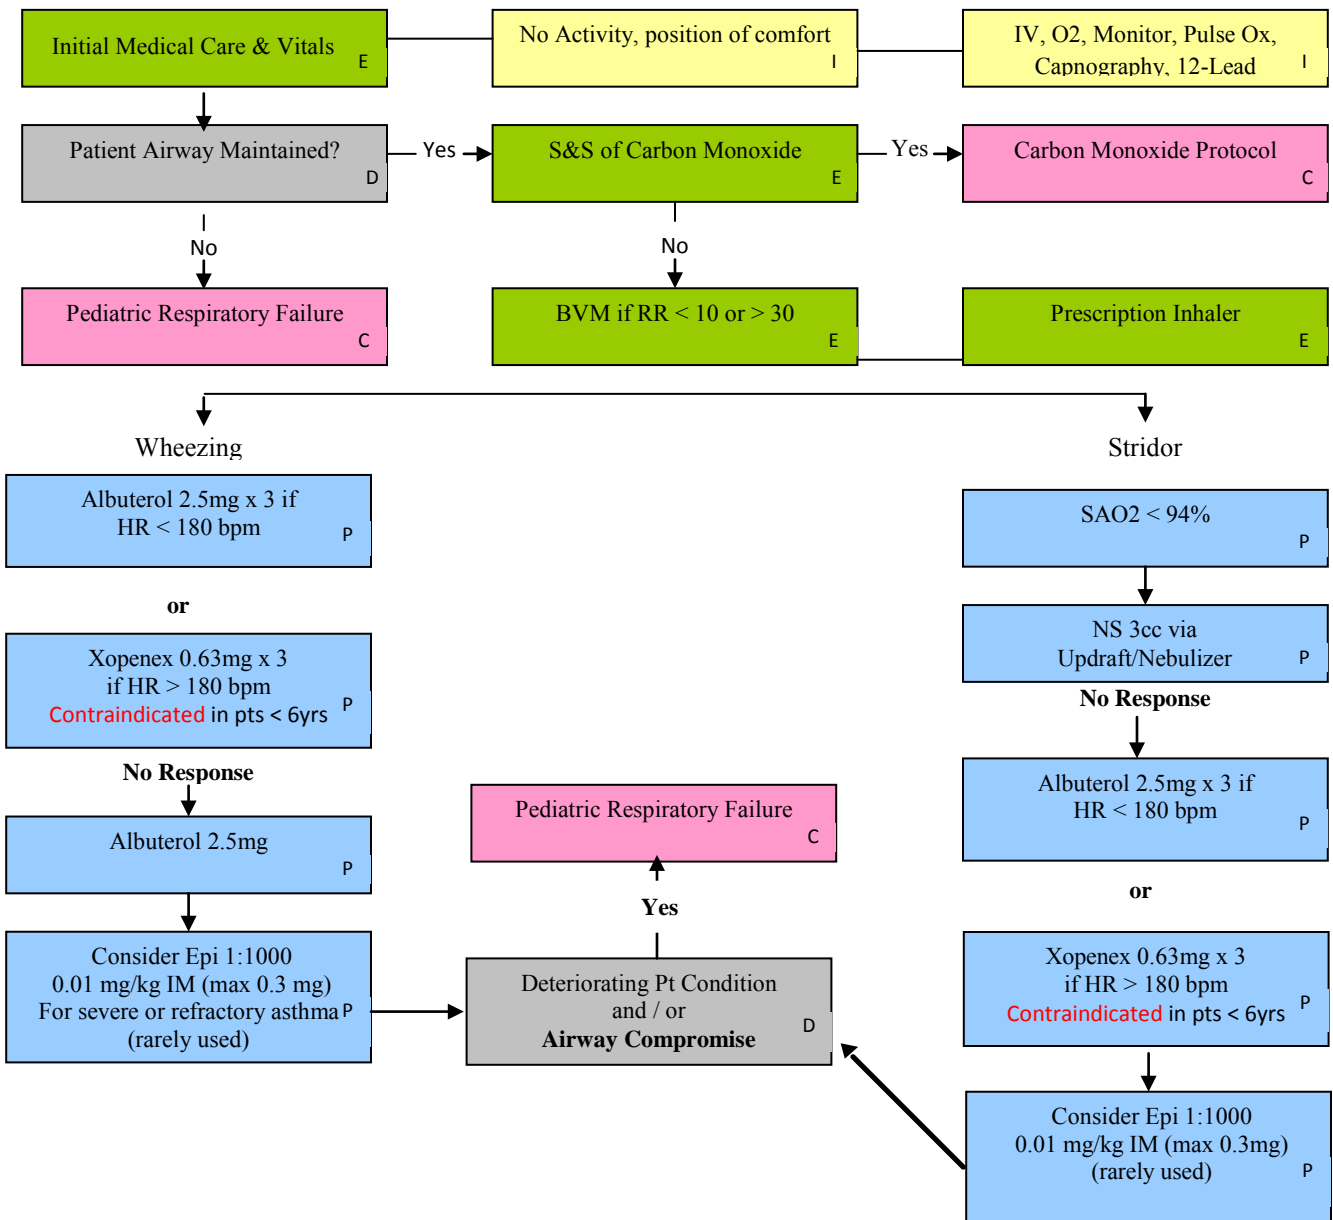 Initial Medical Care & Vitals
E
No Activity, position of comfort
I
IV, O2, Monitor, Pulse Ox,
Capnography, 12-Lead
I
Patient Airway Maintained?
D
Yes
S&S of Carbon Monoxide
E
Yes
Carbon Monoxide Protocol
C
No
No
Pediatric Respiratory Failure
C
BVM if RR < 10 or > 30
E
Prescription Inhaler
E
Wheezing
Albuterol 2.5mg x 3 if
HR < 180 bpm
P
or
Xopenex 0.63mg x 3
if HR > 180 bpm
Contraindicated in pts < 6yrs
P
No Response
Albuterol 2.5mg
P
Consider Epi 1:1000
0.01 mg/kg IM (max 0.3 mg)
For severe or refractory asthma
(rarely used)
P
Stridor
SAO2 < 94%
P
NS 3cc via
Updraft/Nebulizer
P
No Response
Albuterol 2.5mg x 3 if
HR < 180 bpm
P
or
Xopenex 0.63mg x 3
if HR > 180 bpm
Contraindicated in pts < 6yrs
P
Consider Epi 1:1000
0.01 mg/kg IM (max 0.3mg)
(rarely used)
P
Pediatric Respiratory Failure
C
Yes
Deteriorating Pt Condition
and / or
Airway Compromise
D